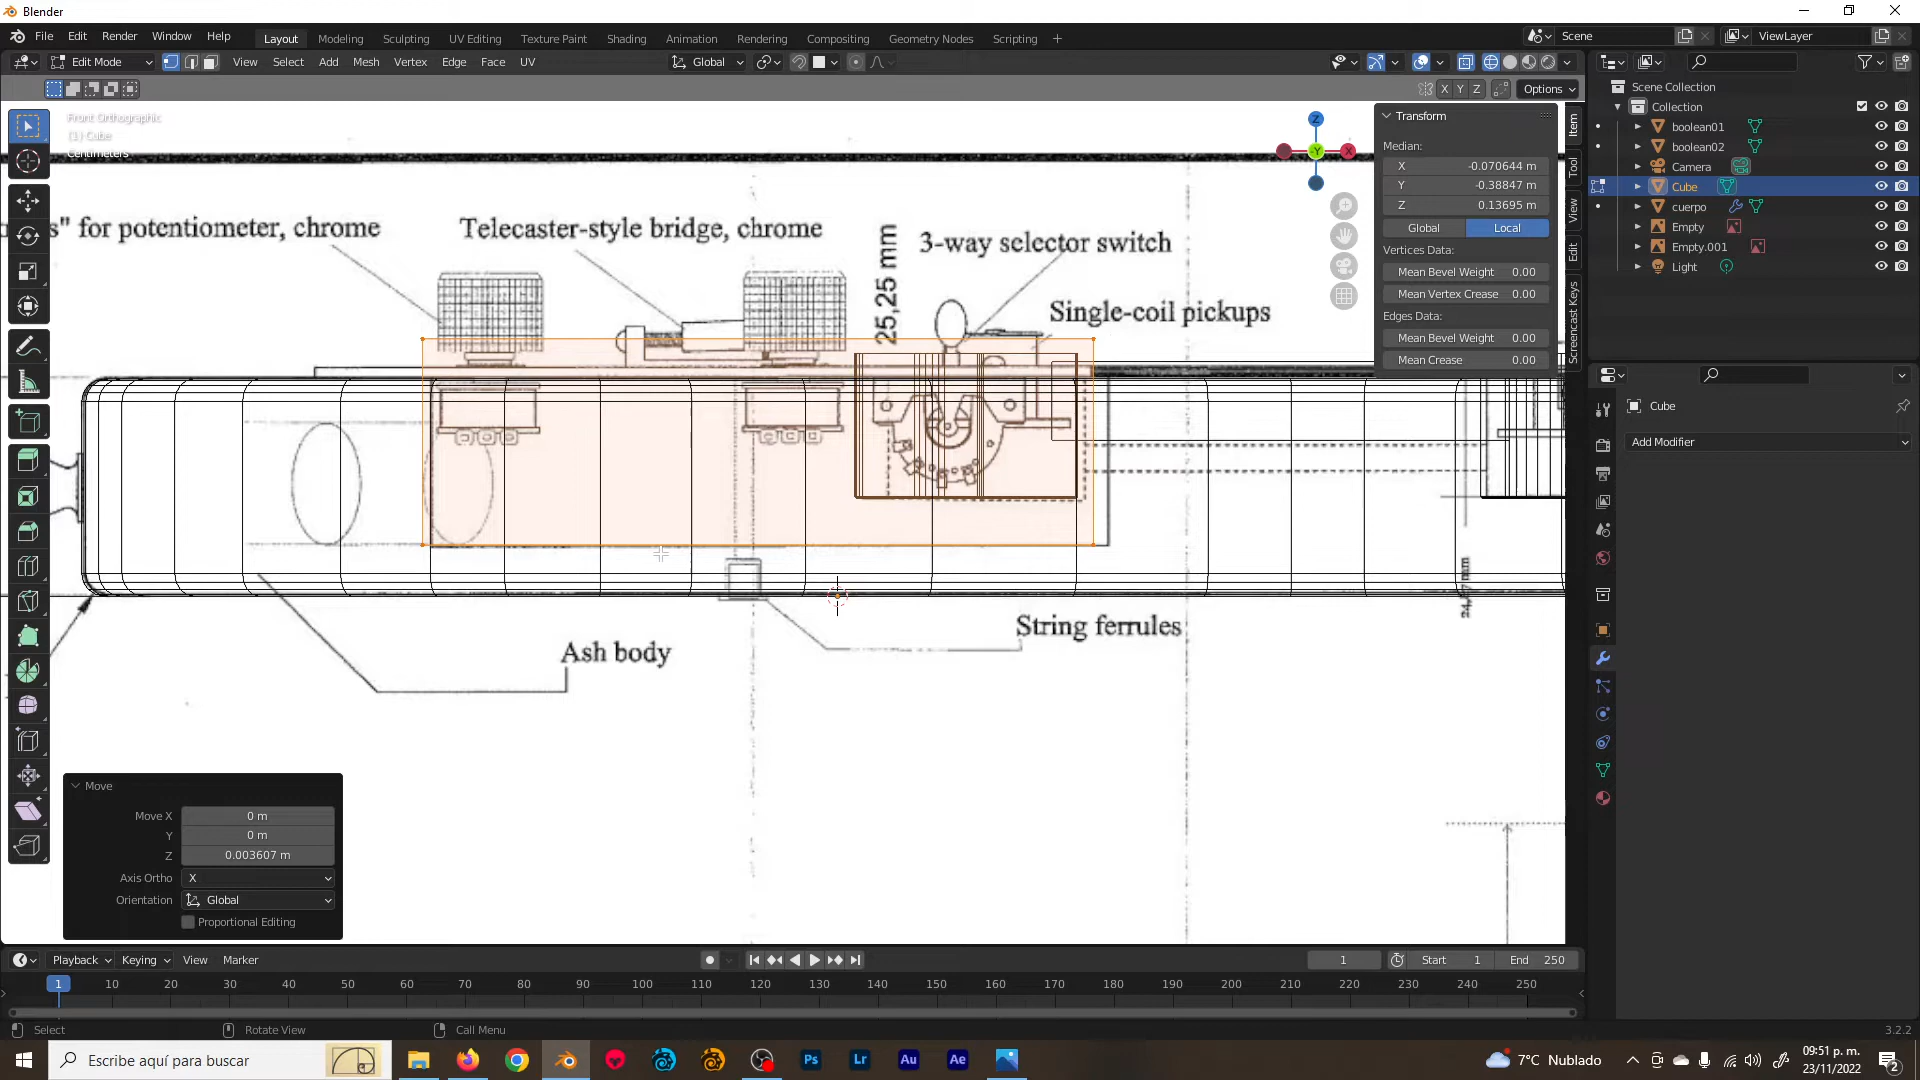 Blender
File Edit Render Window Help
Layout Modeling Sculpting UV Editing Texture Paint Shading Animation Rendering Compositing Geometry Nodes Scripting +
Scene
ViewLayer
Edit Mode
View Select Add Mesh Vertex Edge Face UV
Global
X Y Z
Options
Front Orthographic
(1) Cube
Centimeters
s" for potentiometer, chrome
Telecaster-style bridge, chrome
25,25 mm
3-way selector switch
Single-coil pickups
Ash body
String ferrules
Z
-Y
X
Transform
Median:
X -0.070644 m
Y -0.38847 m
Z 0.13695 m
Global Local
Vertices Data:
Mean Bevel Weight 0.00
Mean Vertex Crease 0.00
Edges Data:
Mean Bevel Weight 0.00
Mean Crease 0.00
Item
Tool
View
Edit
Screencast Keys
Scene Collection
Collection
boolean01
boolean02
Camera
Cube
cuerpo
Empty
Empty.001
Light
Cube
Add Modifier
Move
Move X 0 m
Y 0 m
Z 0.003607 m
Axis Ortho X
Orientation Global
Proportional Editing
Playback Keying View Marker
1
Start 1
End 250
1 10 20 30 40 50 60 70 80 90 100 110 120 130 140 150 160 170 180 190 200 210 220 230 240 250
Select
Rotate View
Call Menu
3.2.2
Escribe aquí para buscar
Ps Lr Au Ae
7°C Nublado
09:51 p. m.
23/11/2022
2